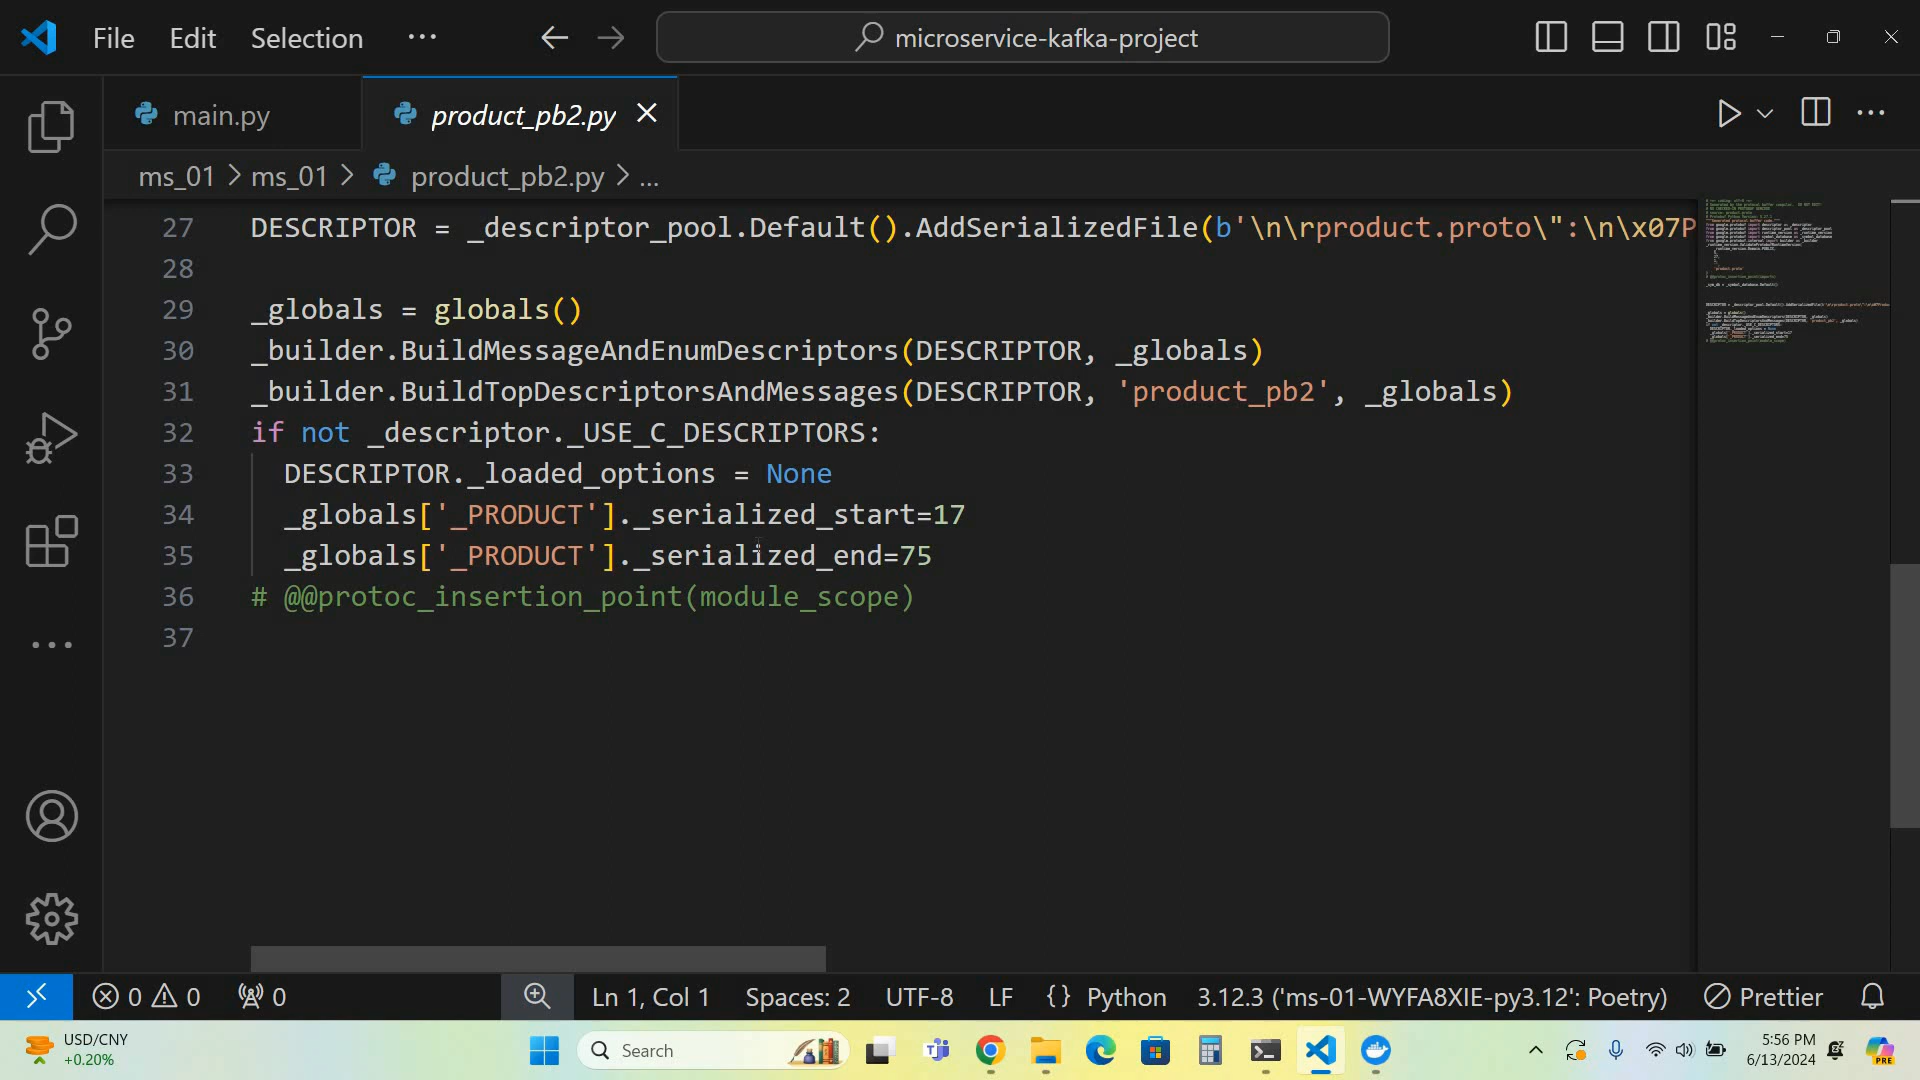 File Edit Selection ...
microservice-kafka-project
main.py
product_pb2.py
ms_01 > ms_01 > product_pb2.py > ...
27 DESCRIPTOR = _descriptor_pool.Default().AddSerializedFile(b'\n\rproduct.proto\":\n\x07P
28
29 _globals = globals()
30 _builder.BuildMessageAndEnumDescriptors(DESCRIPTOR, _globals)
31 _builder.BuildTopDescriptorsAndMessages(DESCRIPTOR, 'product_pb2', _globals)
32 if not _descriptor._USE_C_DESCRIPTORS:
33 DESCRIPTOR._loaded_options = None
34 _globals['_PRODUCT']._serialized_start=17
35 _globals['_PRODUCT']._serialized_end=75
36 # @@protoc_insertion_point(module_scope)
37
0 0 0 Ln 1, Col 1 Spaces: 2 UTF-8 LF {} Python 3.12.3 ('ms-01-WYFA8XIE-py3.12': Poetry) Prettier
USD/CNY
+0.20%
Search
5:56 PM
6/13/2024
PRE